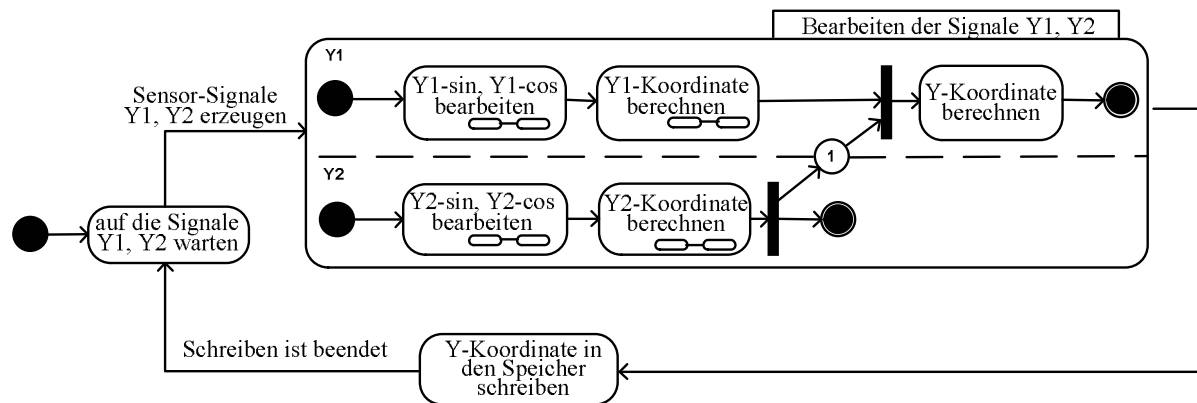 Bearbeiten der Signale Y1, Y2
Y1
Sensor-Signale
Y1, Y2 erzeugen
Y1-sin, Y1-cos
bearbeiten
Y1-Koordinate
berechnen
Y-Koordinate
berechnen
1
Y2
Y2-sin, Y2-cos
bearbeiten
Y2-Koordinate
berechnen
auf die Signale
Y1, Y2 warten
Schreiben ist beendet
Y-Koordinate in
den Speicher
schreiben